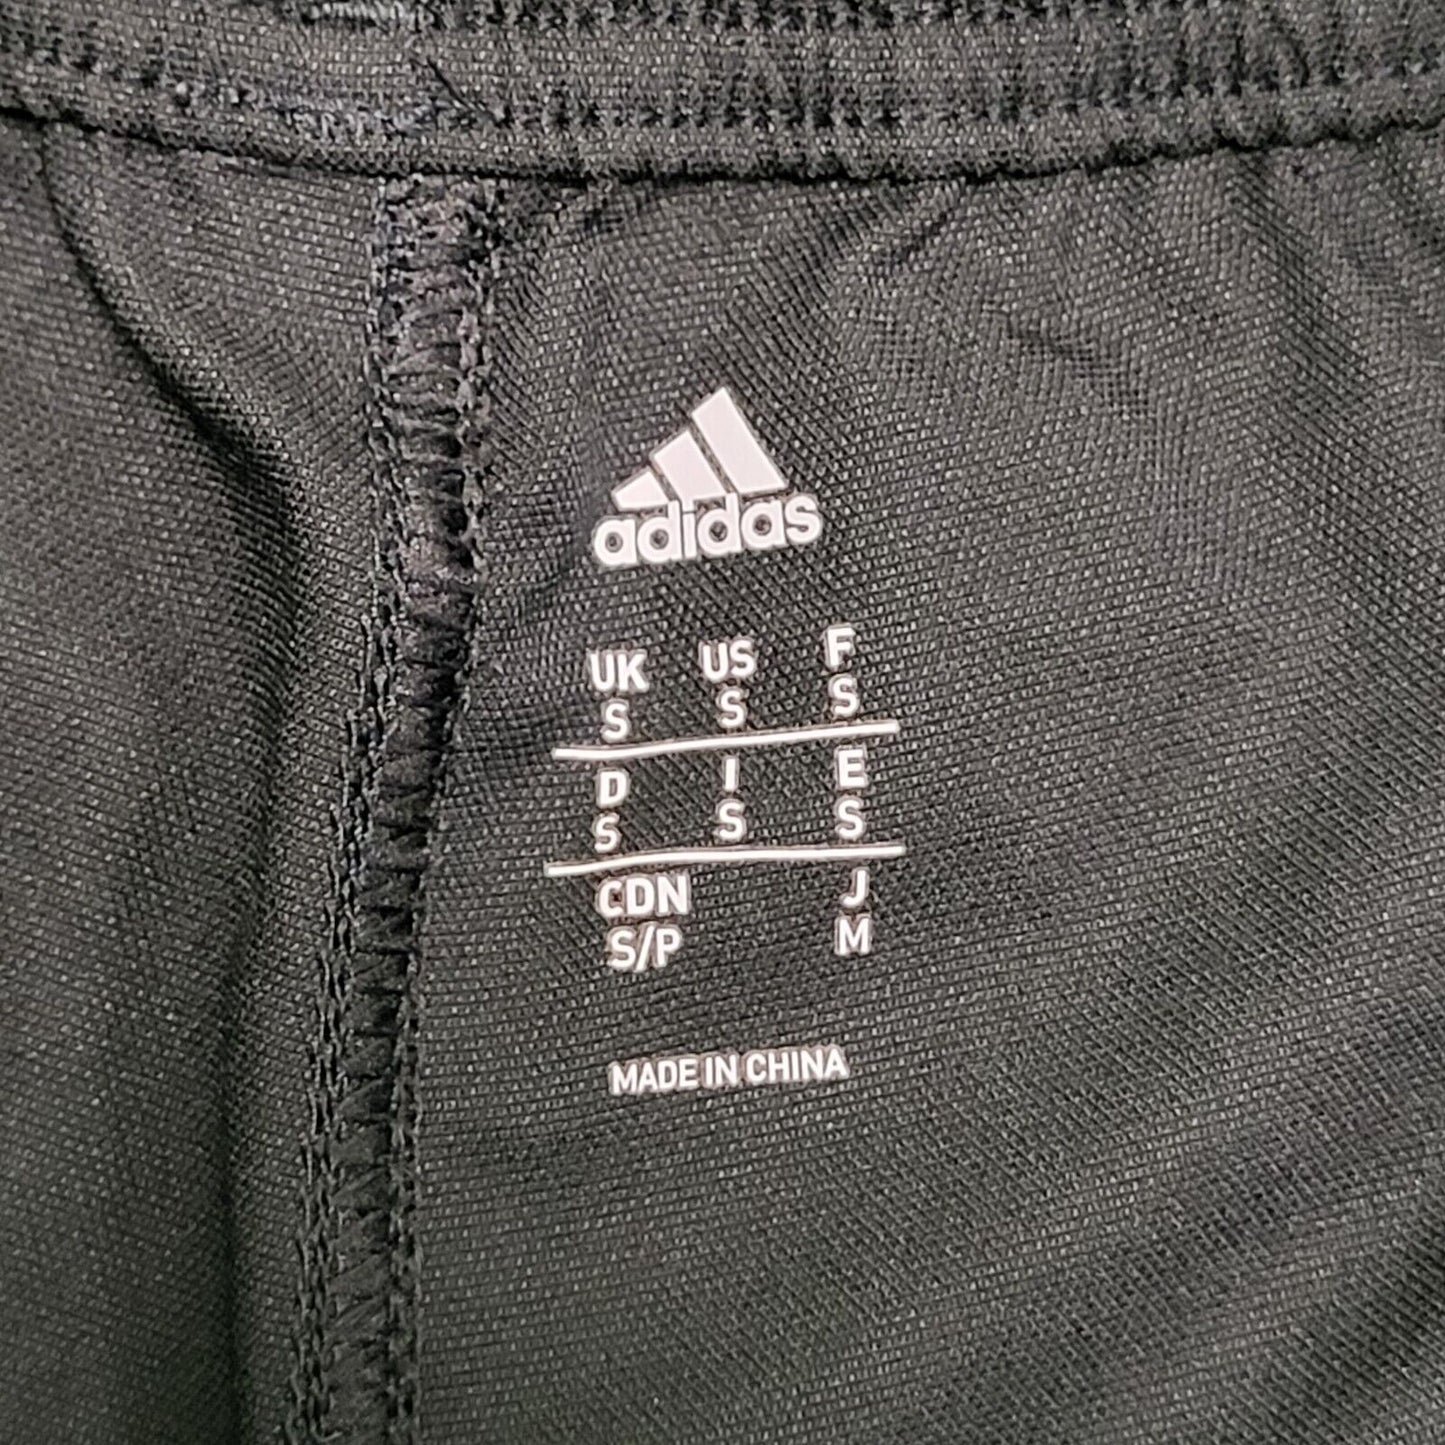 adidas
UK US F
S S S
D I E
S S S
CDN J
S/P M
MADE IN CHINA